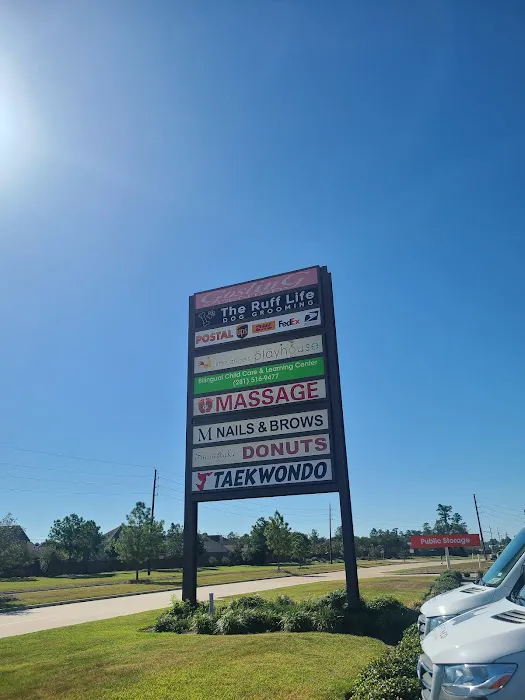 The Ruff Life
DOG GROOMING
POSTAL ups DHL FedEx
playhouse
Bilingual Child Care & Learning Center
(281) 516-9477
MASSAGE
M NAILS & BROWS
Snowflake DONUTS
TAEKWONDO
Public Storage